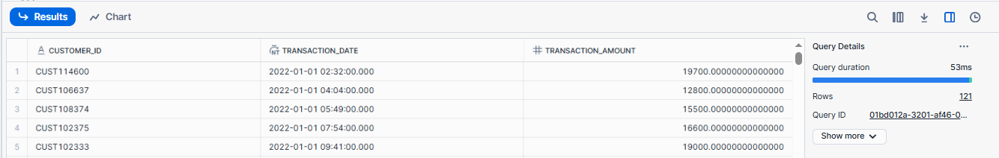 Results Chart
CUSTOMER_ID TRANSACTION_DATE TRANSACTION_AMOUNT
1 CUST114600 2022-01-01 02:32:00.000 19700.00000000000000
2 CUST106637 2022-01-01 04:04:00.000 12800.00000000000000
3 CUST108374 2022-01-01 05:49:00.000 15500.00000000000000
4 CUST102375 2022-01-01 07:54:00.000 16600.00000000000000
5 CUST102333 2022-01-01 09:41:00.000 19000.00000000000000
Query Details
Query duration 53ms
Rows 121
Query ID 01bd012a-3201-af46-0...
Show more